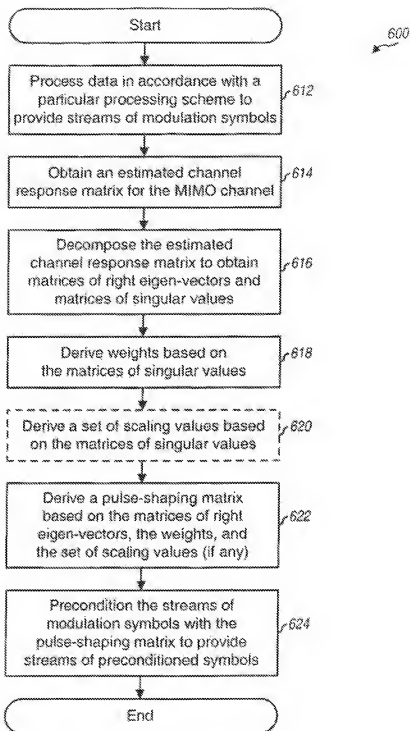 Start
600
Process data in accordance with a
particular processing scheme to
provide streams of modulation symbols
612
Obtain an estimated channel
response matrix for the MIMO channel
614
Decompose the estimated
channel response matrix to obtain
matrices of right eigen-vectors and
matrices of singular values
616
Derive weights based on
the matrices of singular values
618
Derive a set of scaling values based
on the matrices of singular values
620
Derive a pulse-shaping matrix
based on the matrices of right
eigen-vectors, the weights, and
the set of scaling values (if any)
622
Precondition the streams of
modulation symbols with the
pulse-shaping matrix to provide
streams of preconditioned symbols
624
End